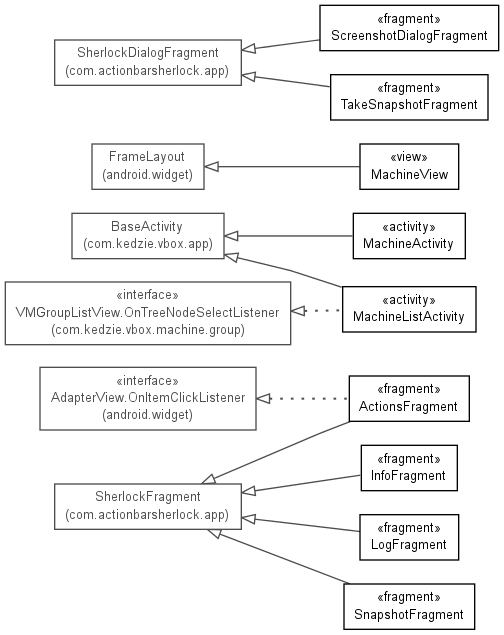 «fragment»
ScreenshotDialogFragment
SherlockDialogFragment
(com.actionbarsherlock.app)
«fragment»
TakeSnapshotFragment
FrameLayout
(android.widget)
«view»
MachineView
BaseActivity
(com.kedzie.vbox.app)
«activity»
MachineActivity
«interface»
VMGroupListView.OnTreeNodeSelectListener
(com.kedzie.vbox.machine.group)
«activity»
MachineListActivity
«interface»
AdapterView.OnItemClickListener
(android.widget)
«fragment»
ActionsFragment
«fragment»
InfoFragment
SherlockFragment
(com.actionbarsherlock.app)
«fragment»
LogFragment
«fragment»
SnapshotFragment